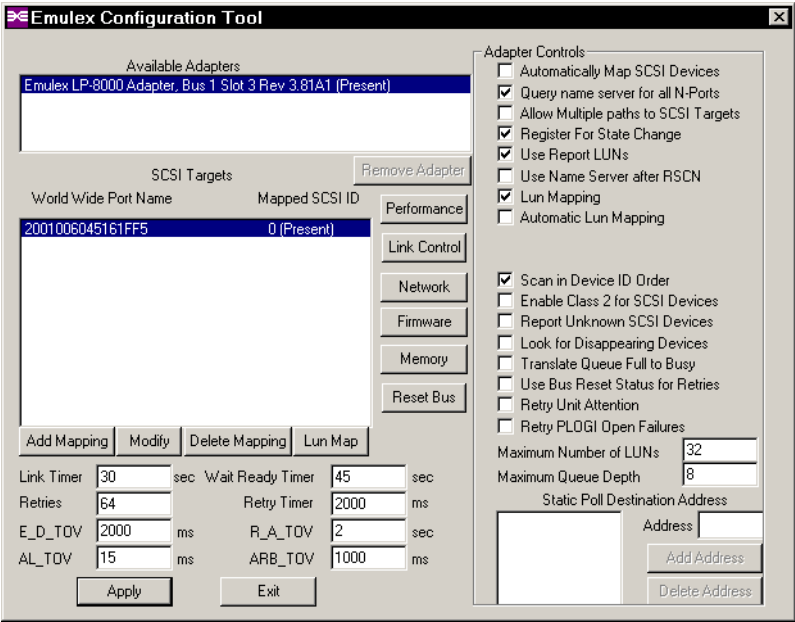 Emulex Configuration Tool
Available Adapters
Emulex LP-8000 Adapter, Bus 1 Slot 3 Rev 3.81A1 (Present)
Remove Adapter
SCSI Targets
World Wide Port Name Mapped SCSI ID
2001006045161FF5 0 (Present)
Performance
Link Control
Network
Firmware
Memory
Reset Bus
Add Mapping Modify Delete Mapping Lun Map
Link Timer 30 sec Wait Ready Timer 45 sec
Retries 64 Retry Timer 2000 ms
E_D_TOV 2000 ms R_A_TOV 2 sec
AL_TOV 15 ms ARB_TOV 1000 ms
Apply Exit
Adapter Controls
Automatically Map SCSI Devices
Query name server for all N-Ports
Allow Multiple paths to SCSI Targets
Register For State Change
Use Report LUNs
Use Name Server after RSCN
Lun Mapping
Automatic Lun Mapping
Scan in Device ID Order
Enable Class 2 for SCSI Devices
Report Unknown SCSI Devices
Look for Disappearing Devices
Translate Queue Full to Busy
Use Bus Reset Status for Retries
Retry Unit Attention
Retry PLOGI Open Failures
Maximum Number of LUNs 32
Maximum Queue Depth 8
Static Poll Destination Address
Address
Add Address
Delete Address